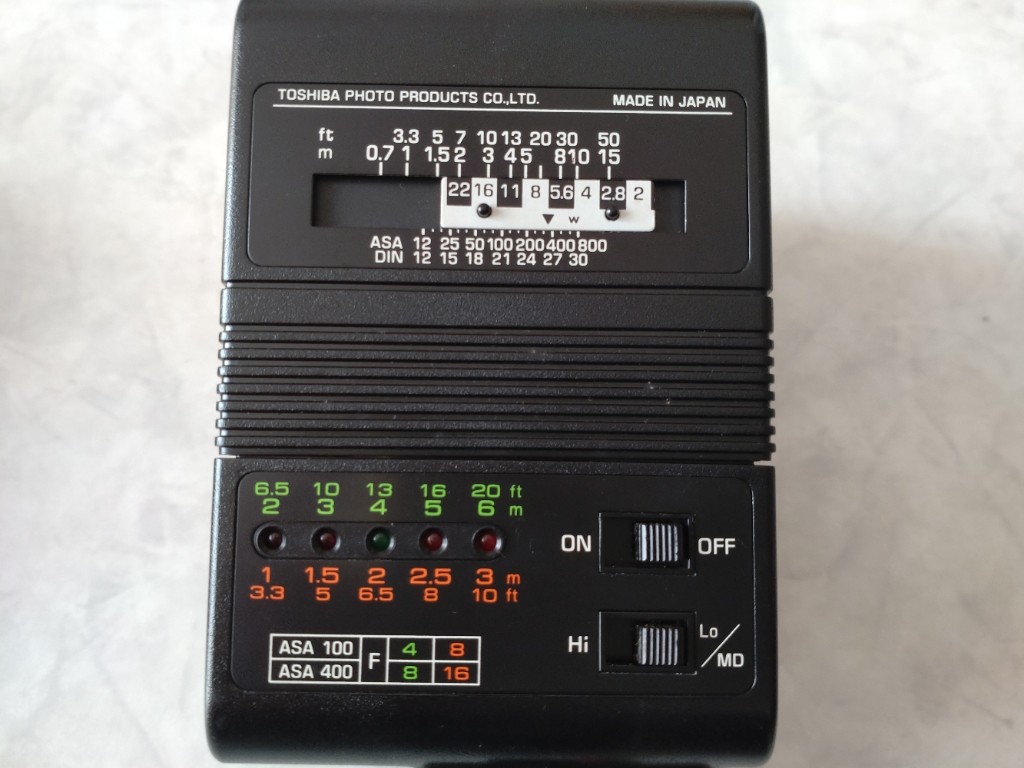 TOSHIBA PHOTO PRODUCTS CO.,LTD. MADE IN JAPAN
ft 3.3 5 7 10 13 20 30 50
m 0.7 1 1.5 2 3 4 5 8 10 15
22 16 11 8 5.6 4 2.8 2
w
ASA 12 25 50 100 200 400 800
DIN 12 15 18 21 24 27 30
6.5 10 13 16 20 ft
2 3 4 5 6 m
ON OFF
1 1.5 2 2.5 3 m
3.3 5 6.5 8 10 ft
Hi Lo/MD
ASA 100 F 4 8
ASA 400 8 16